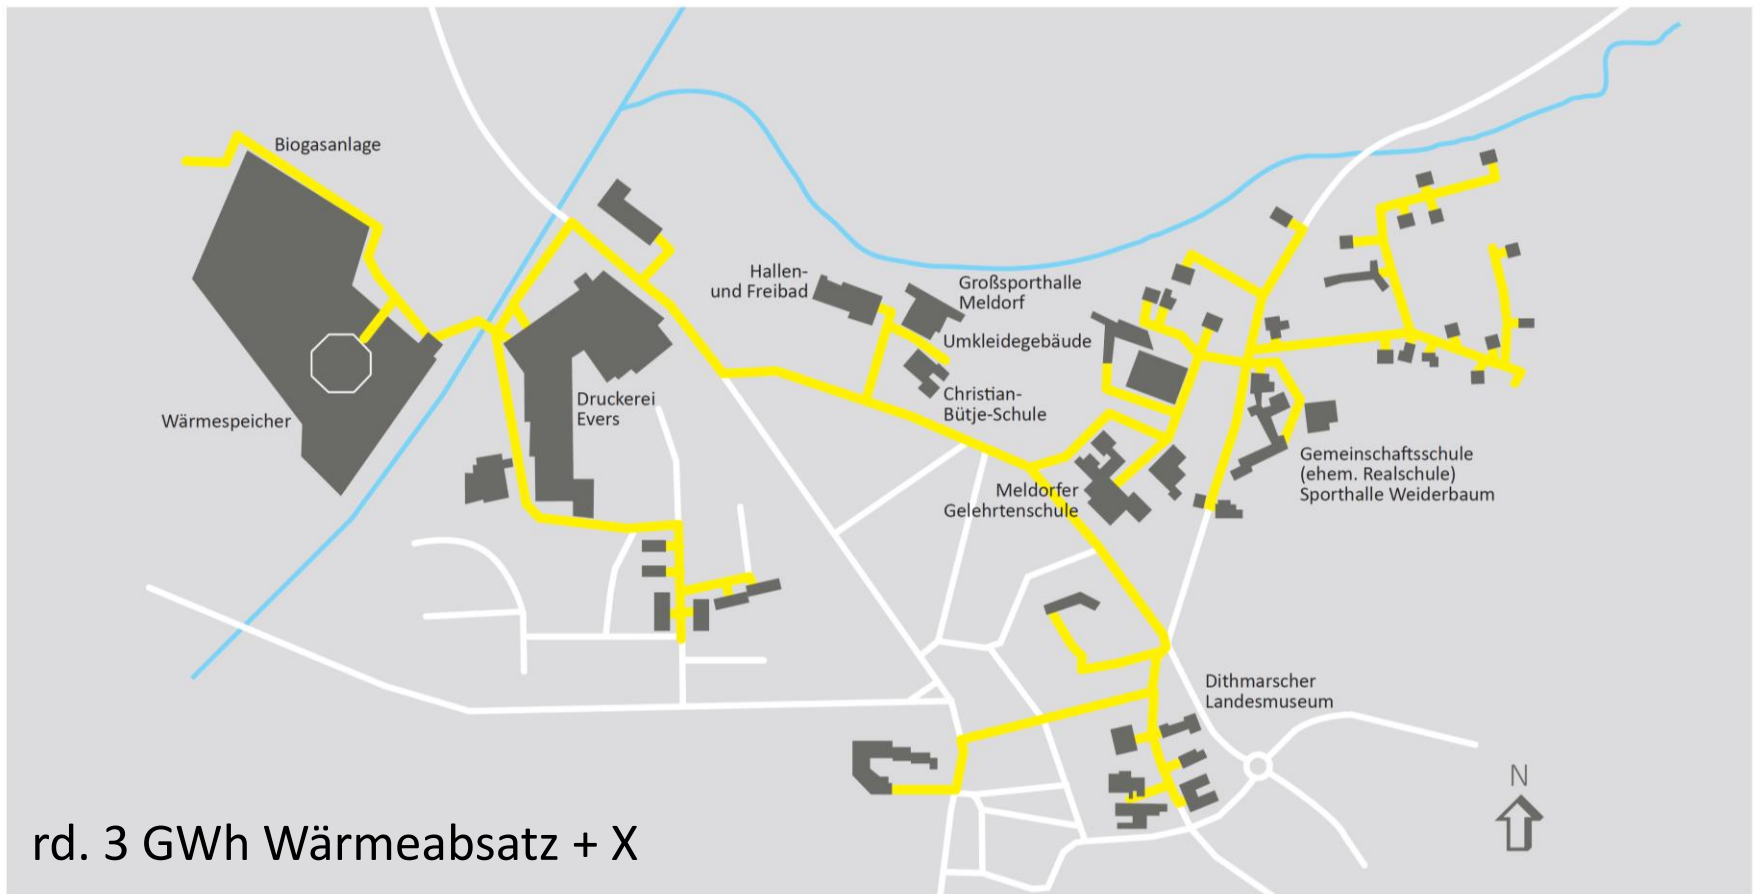 Biogasanlage
Hallen-
und Freibad
Großsporthalle
Meldorf
Umkleidegebäude
Christian-
Bütje-Schule
Druckerei
Evers
Wärmespeicher
Gemeinschaftsschule
(ehem. Realschule)
Sporthalle Weiderbaum
Meldorfer
Gelehrtenschule
Dithmarscher
Landesmuseum
N
rd. 3 GWh Wärmeabsatz + X